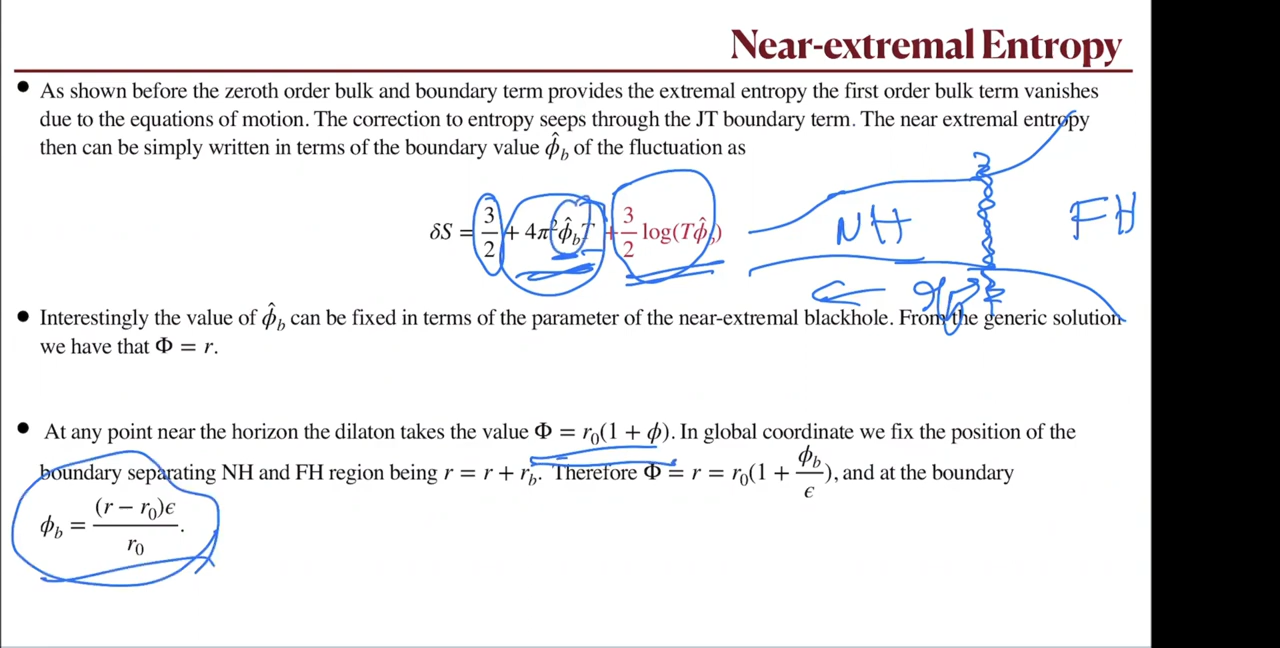 Near-extremal Entropy
• As shown before the zeroth order bulk and boundary term provides the extremal entropy the first order bulk term vanishes
due to the equations of motion. The correction to entropy seeps through the JT boundary term. The near extremal entropy
then can be simply written in terms of the boundary value ϕ̂_b of the fluctuation as
δS = 3/2 + 4π²ϕ̂_bT + 3/2 log(Tϕ̂_b)
NH
FH
• Interestingly the value of ϕ̂_b can be fixed in terms of the parameter of the near-extremal blackhole. From the generic solution
we have that Φ = r.
• At any point near the horizon the dilaton takes the value Φ = r₀(1 + ϕ). In global coordinate we fix the position of the
boundary separating NH and FH region being r = r + r_b. Therefore Φ = r = r₀(1 + ϕ_b/ϵ), and at the boundary
ϕ_b = (r − r₀)ϵ/r₀.